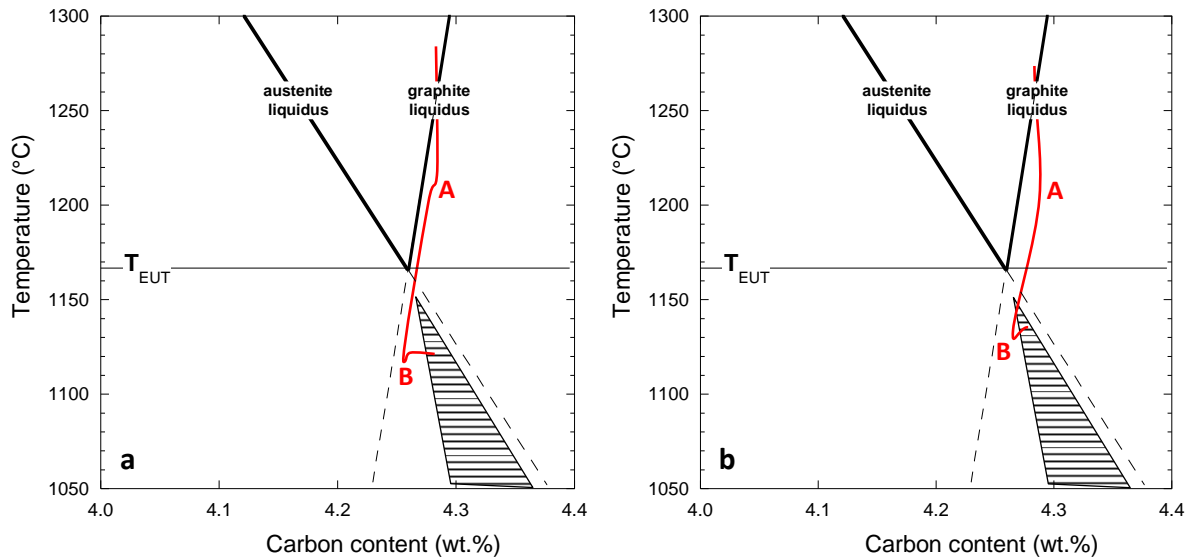 1300
1250
1200
1150
1100
1050
Temperature (°C)
austenite
liquidus
graphite
liquidus
A
T_EUT
B
a
4.0
4.1
4.2
4.3
4.4
Carbon content (wt.%)
1300
1250
1200
1150
1100
1050
Temperature (°C)
austenite
liquidus
graphite
liquidus
A
T_EUT
B
b
4.0
4.1
4.2
4.3
4.4
Carbon content (wt.%)